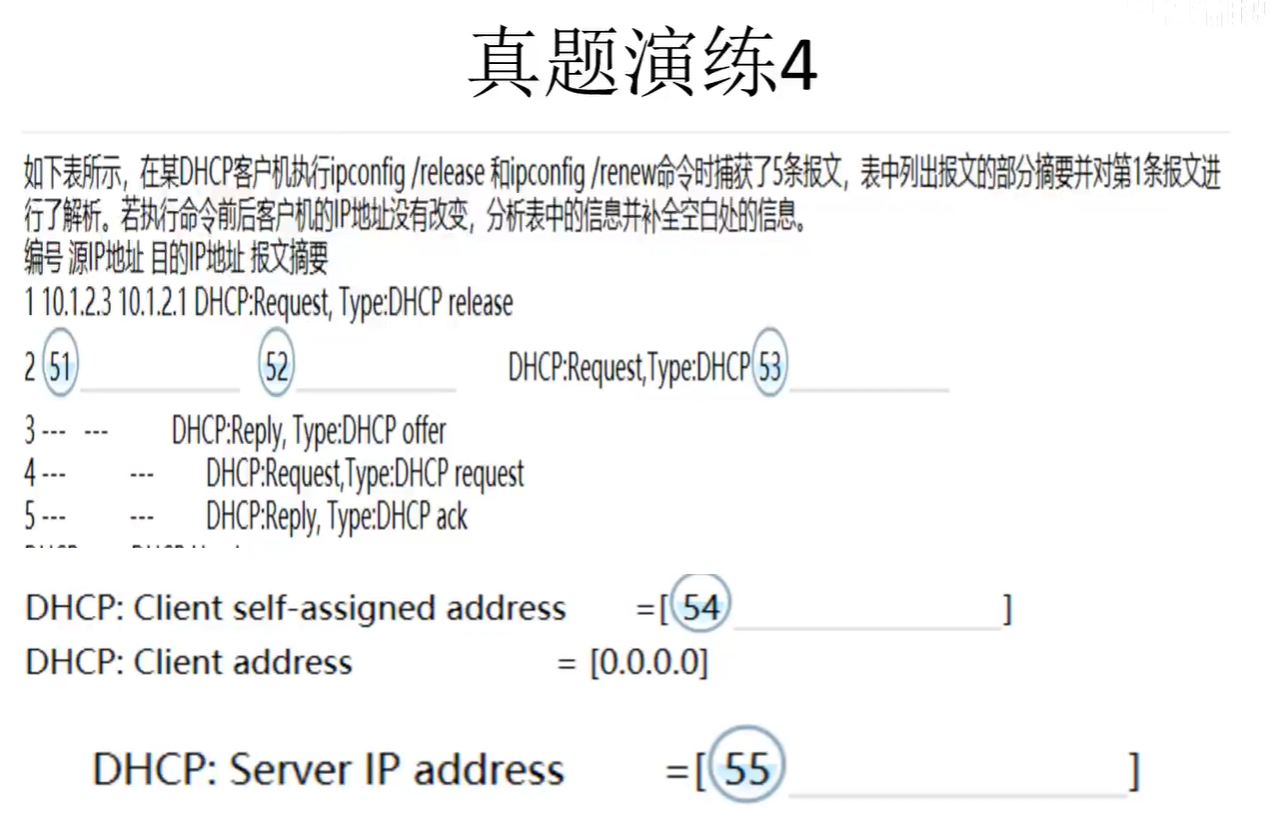 真题演练4
如下表所示，在某DHCP客户机执行ipconfig /release 和ipconfig /renew命令时捕获了5条报文，表中列出报文的部分摘要并对第1条报文进
行了解析。若执行命令前后客户机的IP地址没有改变，分析表中的信息并补全空白处的信息。
编号 源IP地址 目的IP地址 报文摘要
1 10.1.2.3 10.1.2.1 DHCP:Request, Type:DHCP release
2 51 52 DHCP:Request,Type:DHCP 53
3 --- --- DHCP:Reply, Type:DHCP offer
4 --- --- DHCP:Request,Type:DHCP request
5 --- --- DHCP:Reply, Type:DHCP ack
DHCP: Client self-assigned address =[ 54 ]
DHCP: Client address = [0.0.0.0]
DHCP: Server IP address =[ 55 ]